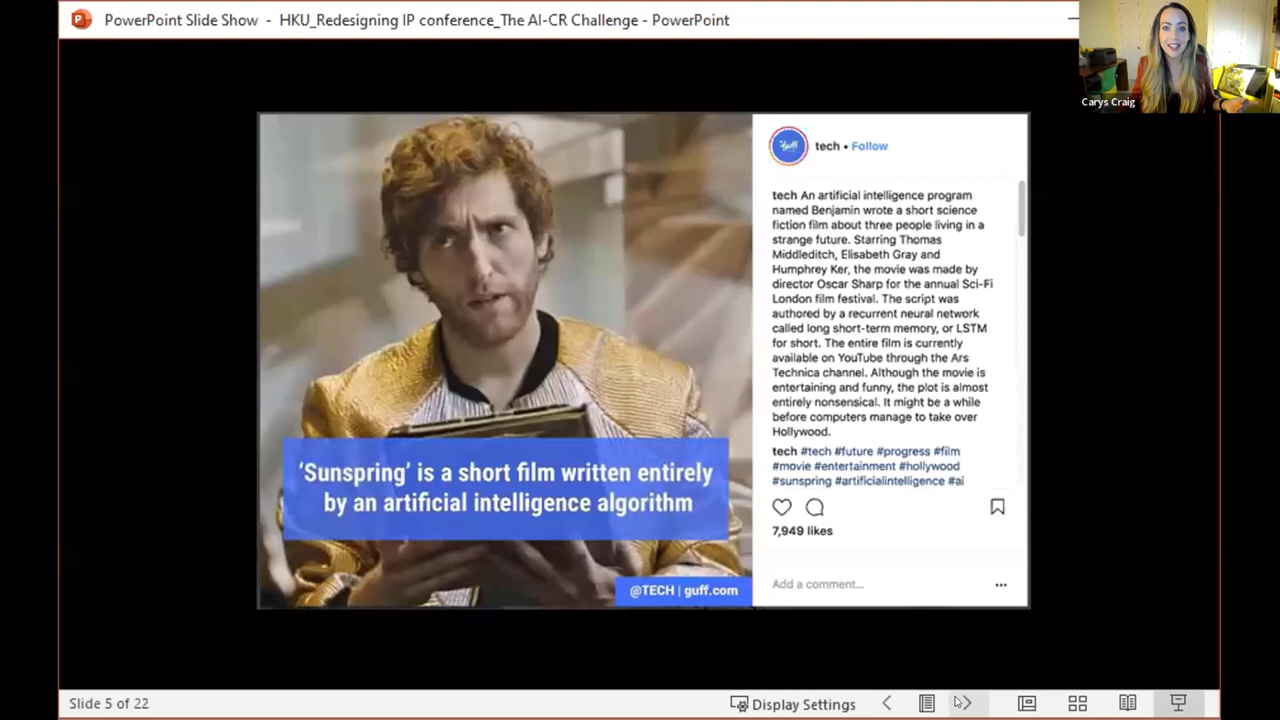 PowerPoint Slide Show - HKU_Redesigning IP conference_The AI-CR Challenge - PowerPoint
Carys Craig
guff
tech • Follow
tech An artificial intelligence program
named Benjamin wrote a short science
fiction film about three people living in a
strange future. Starring Thomas
Middleditch, Elisabeth Gray and
Humphrey Ker, the movie was made by
director Oscar Sharp for the annual Sci-Fi
London film festival. The script was
authored by a recurrent neural network
called long short-term memory, or LSTM
for short. The entire film is currently
available on YouTube through the Ars
Technica channel. Although the movie is
entertaining and funny, the plot is almost
entirely nonsensical. It might be a while
before computers manage to take over
Hollywood.
tech #tech #future #progress #film
#movie #entertainment #hollywood
#sunspring #artificialintelligence #ai
7,949 likes
Add a comment...
‘Sunspring’ is a short film written entirely
by an artificial intelligence algorithm
@TECH | guff.com
Slide 5 of 22
Display Settings